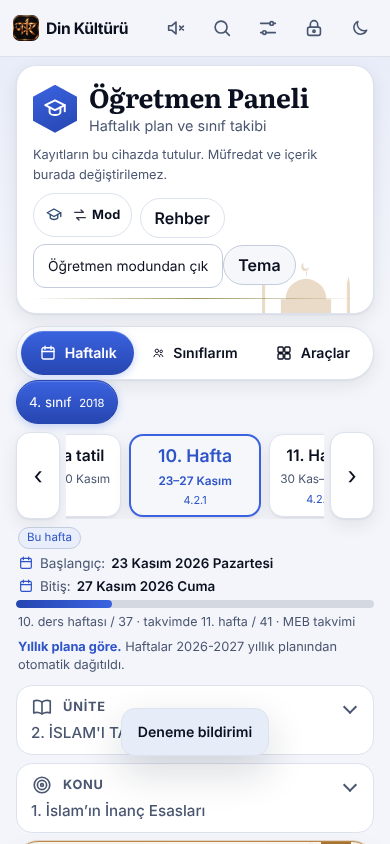 Din Kültürü
Öğretmen Paneli
Haftalık plan ve sınıf takibi
Kayıtların bu cihazda tutulur. Müfredat ve içerik
burada değiştirilemez.
Mod
Rehber
Öğretmen modundan çık
Tema
Haftalık
Sınıflarım
Araçlar
4. sınıf 2018
‹
a tatil
0 Kasım
10. Hafta
23–27 Kasım
4.2.1
11. Ha
30 Kas–
4.2.
›
Bu hafta
Başlangıç: 23 Kasım 2026 Pazartesi
Bitiş: 27 Kasım 2026 Cuma
10. ders haftası / 37 · takvimde 11. hafta / 41 · MEB takvimi
Yıllık plana göre. Haftalar 2026-2027 yıllık planından
otomatik dağıtıldı.
ÜNİTE
2. İSLAM'I
Deneme bildirimi
KONU
1. İslam’ın İnanç Esasları